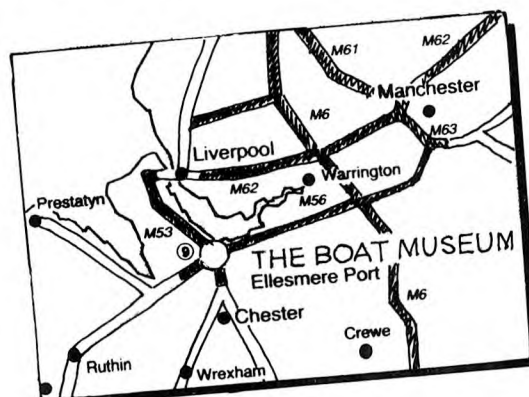 M61
M62
Manchester
M6
M63
Liverpool
Warrington
M62
M56
Prestatyn
M53
9
THE BOAT MUSEUM
Ellesmere Port
M6
Chester
Crewe
Ruthin
Wrexham